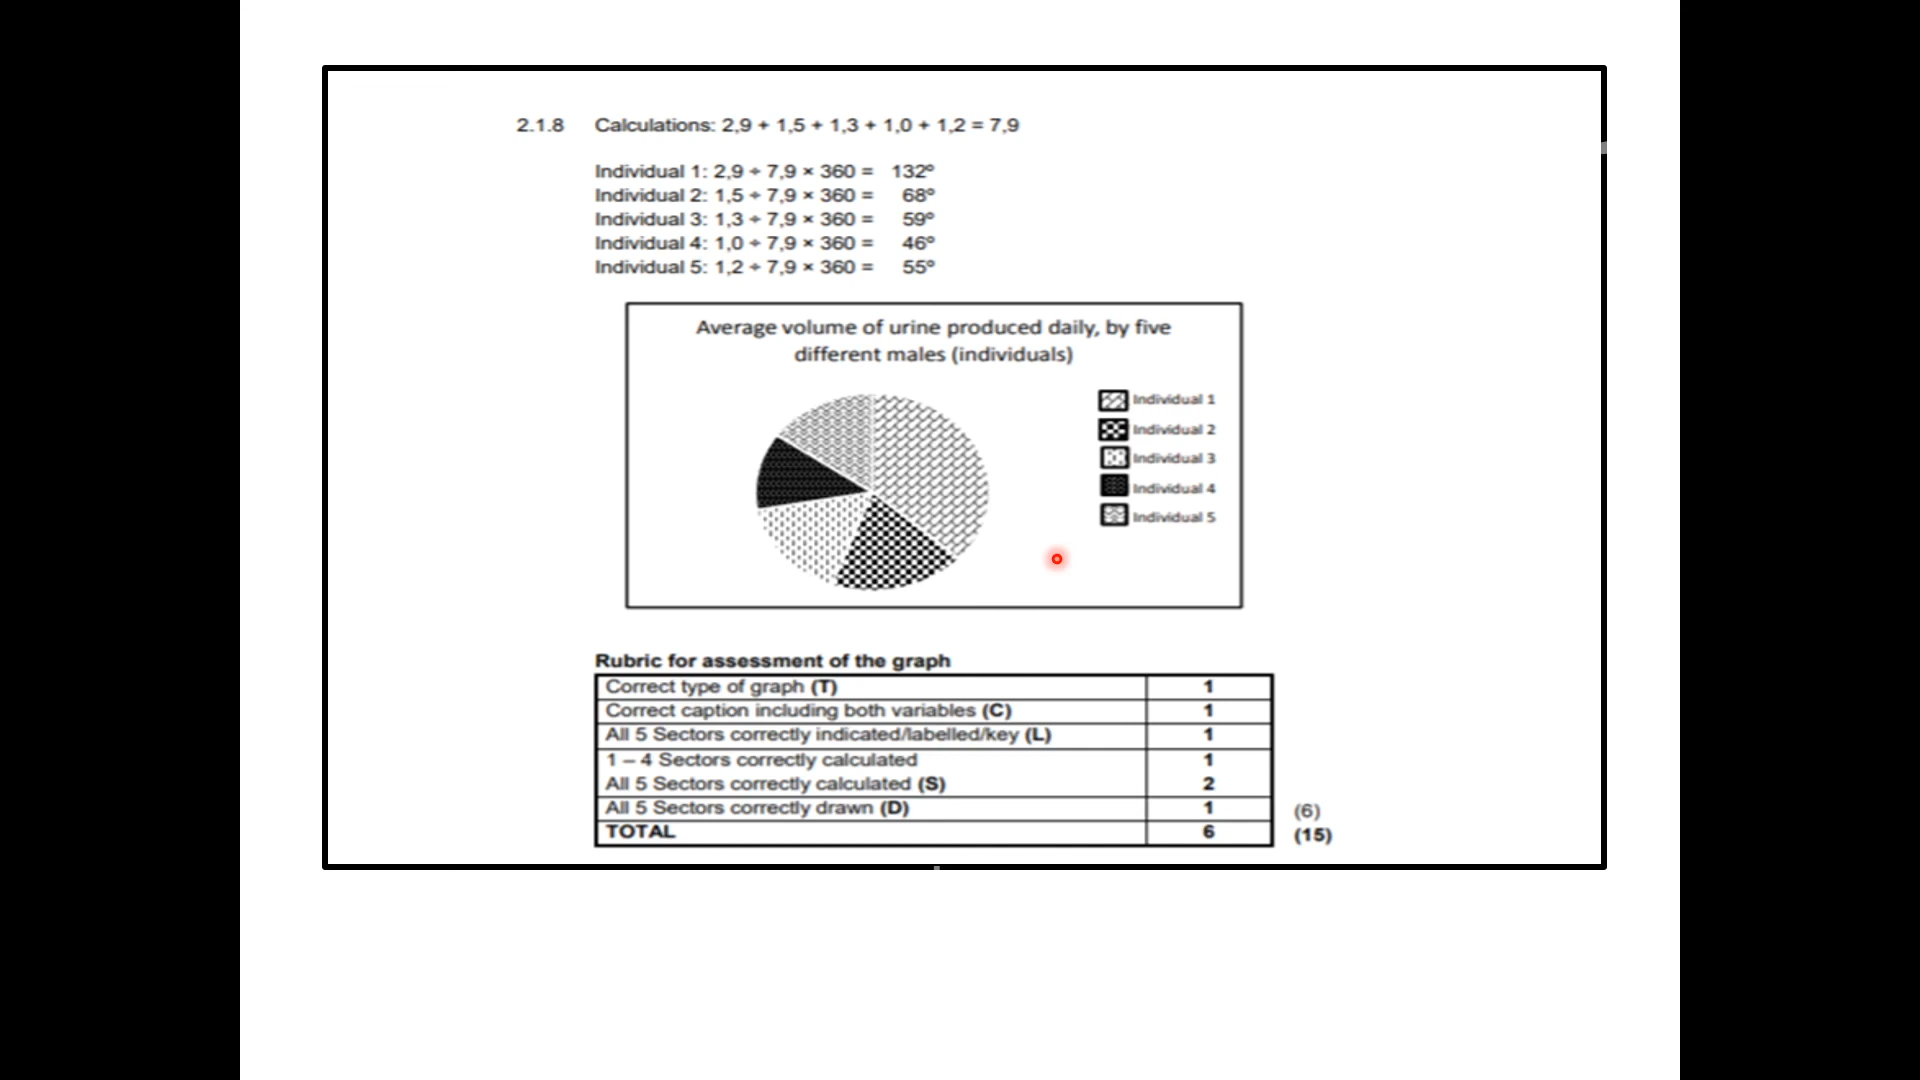 2.1.8 Calculations: 2,9 + 1,5 + 1,3 + 1,0 + 1,2 = 7,9
Individual 1: 2,9 ÷ 7,9 × 360 = 132º
Individual 2: 1,5 ÷ 7,9 × 360 = 68º
Individual 3: 1,3 ÷ 7,9 × 360 = 59º
Individual 4: 1,0 ÷ 7,9 × 360 = 46º
Individual 5: 1,2 ÷ 7,9 × 360 = 55º
Average volume of urine produced daily, by five
different males (individuals)
Individual 1
Individual 2
Individual 3
Individual 4
Individual 5
Rubric for assessment of the graph
Correct type of graph (T) 1
Correct caption including both variables (C) 1
All 5 Sectors correctly indicated/labelled/key (L) 1
1 – 4 Sectors correctly calculated 1
All 5 Sectors correctly calculated (S) 2
All 5 Sectors correctly drawn (D) 1 (6)
TOTAL 6 (15)